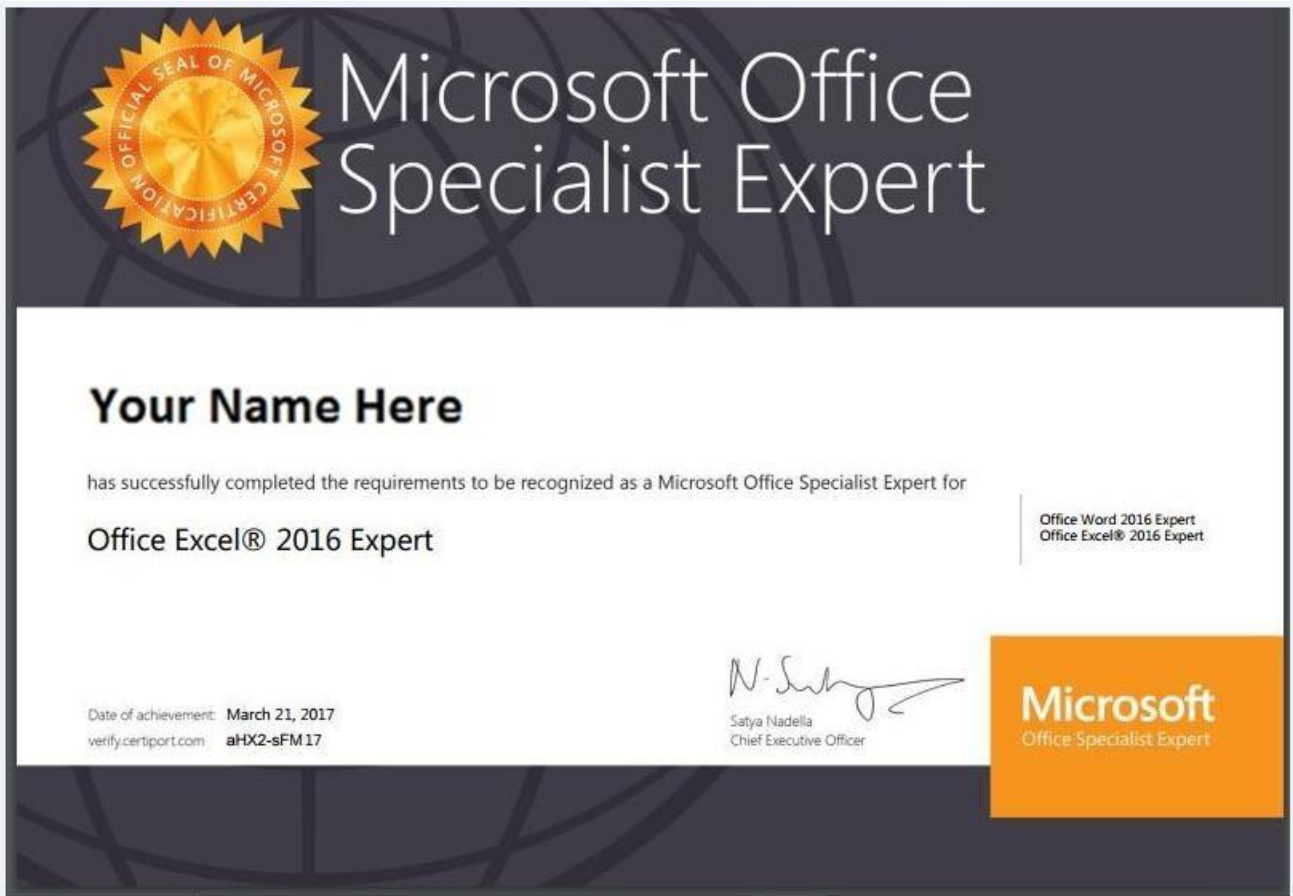 OFFICIAL SEAL OF MICROSOFT CERTIFICATION
Microsoft Office
Specialist Expert
Your Name Here
has successfully completed the requirements to be recognized as a Microsoft Office Specialist Expert for
Office Excel® 2016 Expert
Office Word 2016 Expert
Office Excel® 2016 Expert
Date of achievement: March 21, 2017
verify.certiport.com aHX2-sFM17
N. Satya
Satya Nadella
Chief Executive Officer
Microsoft
Office Specialist Expert